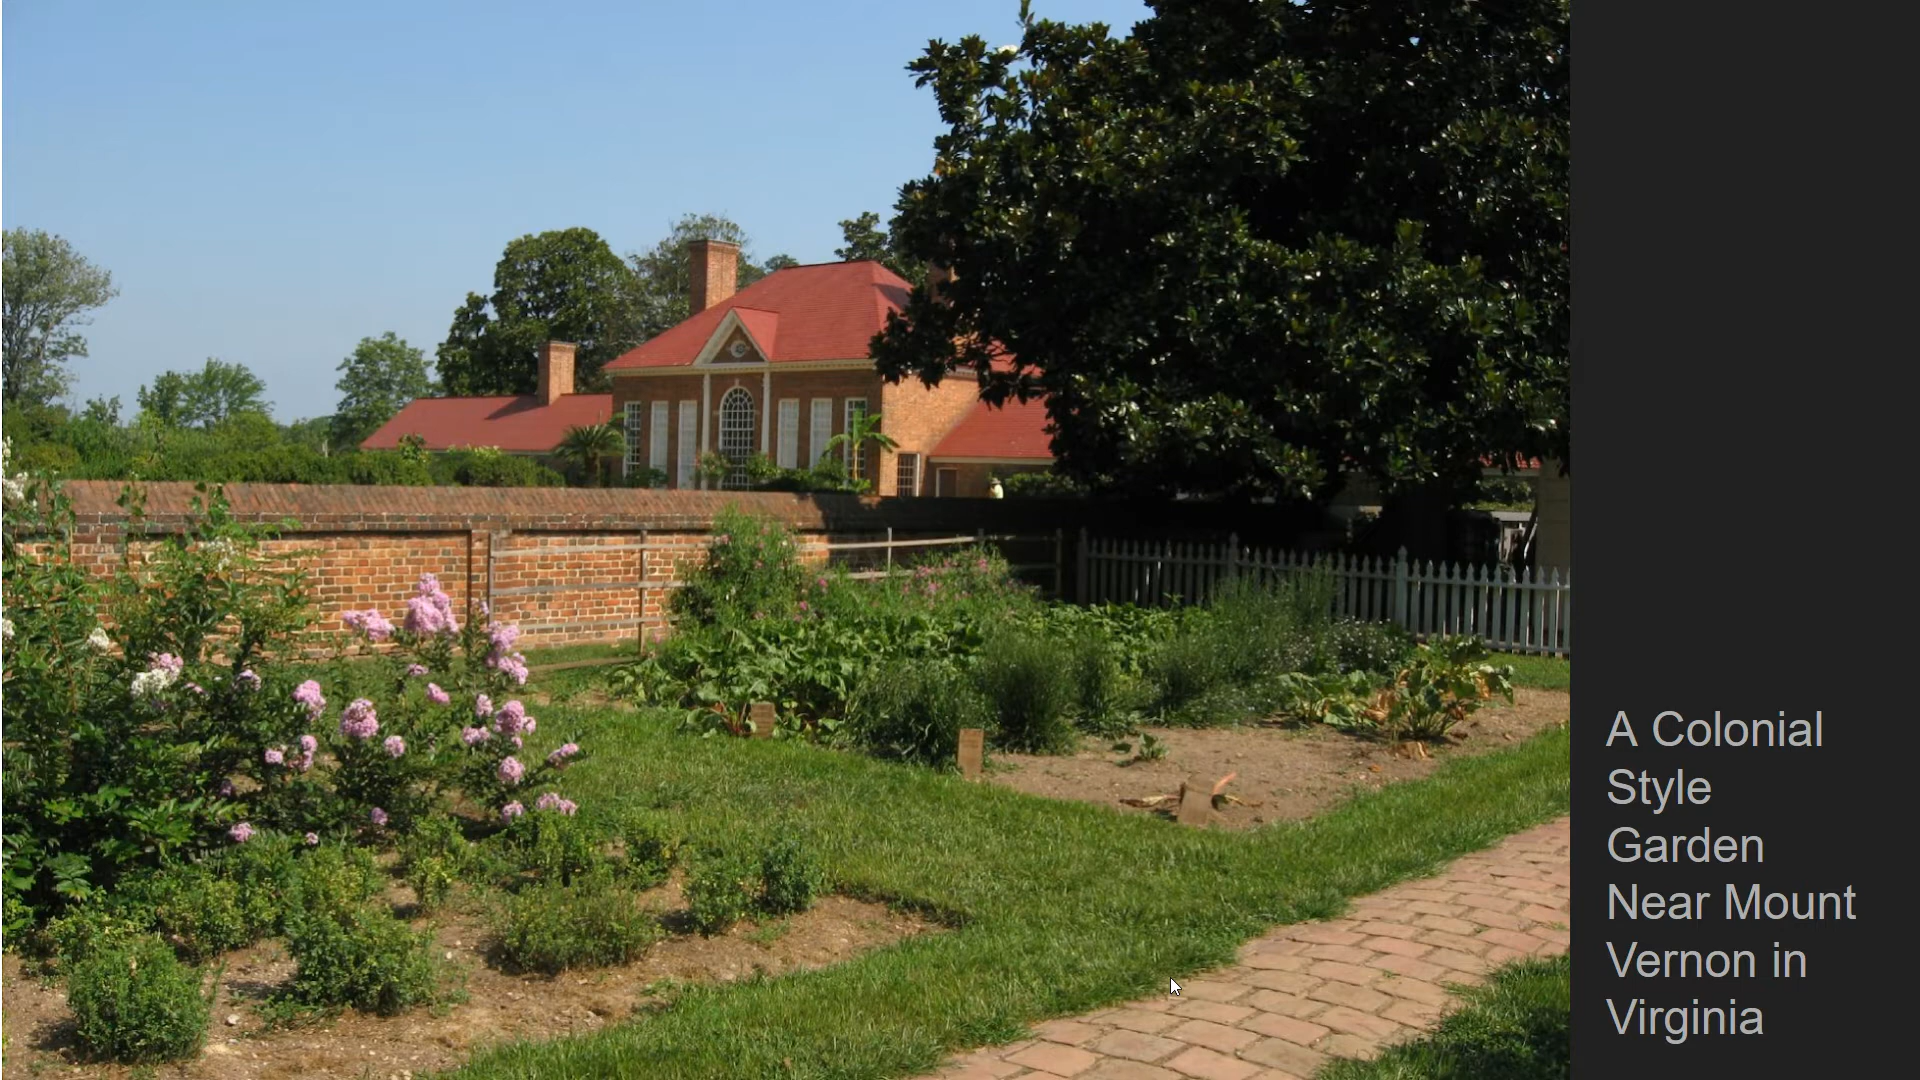 A Colonial
Style
Garden
Near Mount
Vernon in
Virginia